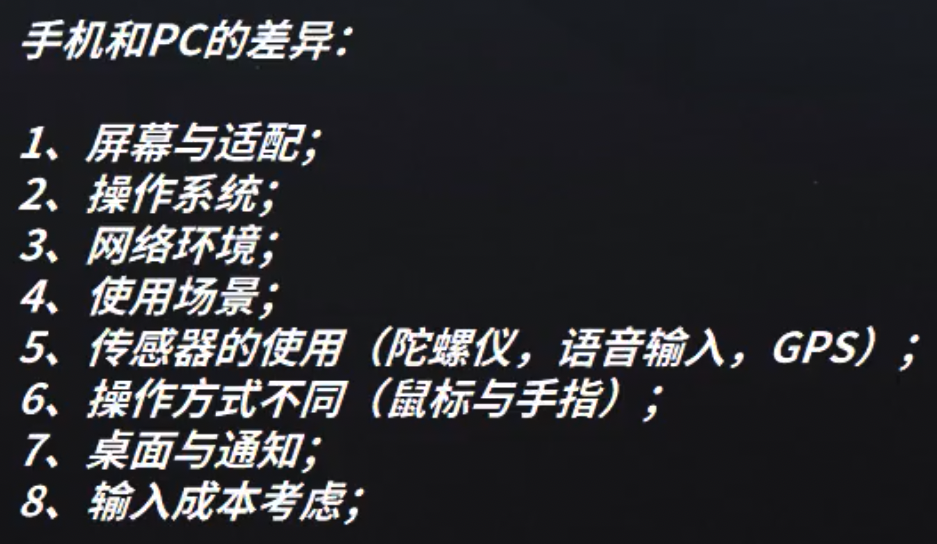 手机和PC的差异：
1、屏幕与适配；
2、操作系统；
3、网络环境；
4、使用场景；
5、传感器的使用（陀螺仪，语音输入，GPS）；
6、操作方式不同（鼠标与手指）；
7、桌面与通知；
8、输入成本考虑；